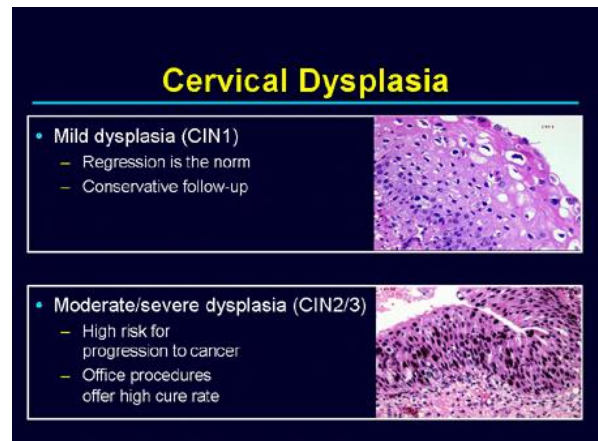 Cervical Dysplasia
• Mild dysplasia (CIN1)
– Regression is the norm
– Conservative follow-up
• Moderate/severe dysplasia (CIN2/3)
– High risk for
progression to cancer
– Office procedures
offer high cure rate